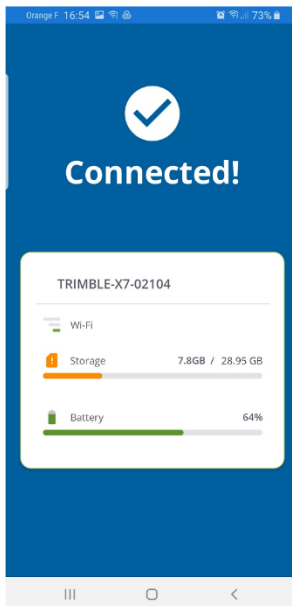 Orange F 16:54 73%
Connected!
TRIMBLE-X7-02104
Wi-Fi
Storage 7.8GB / 28.95 GB
Battery 64%